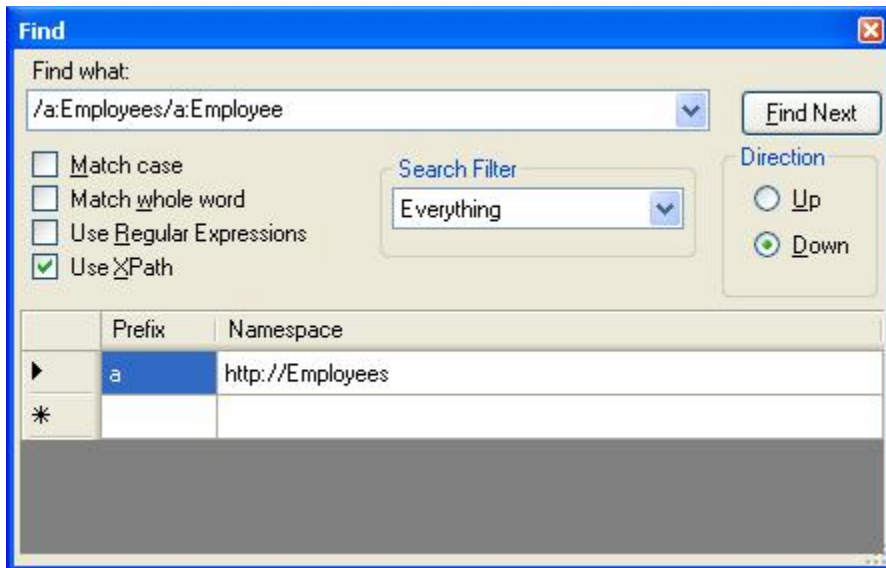 Find
Find what:
/a:Employees/a:Employee
Find Next
Match case
Match whole word
Use Regular Expressions
Use XPath
Search Filter
Everything
Direction
Up
Down
Prefix Namespace
a http://Employees